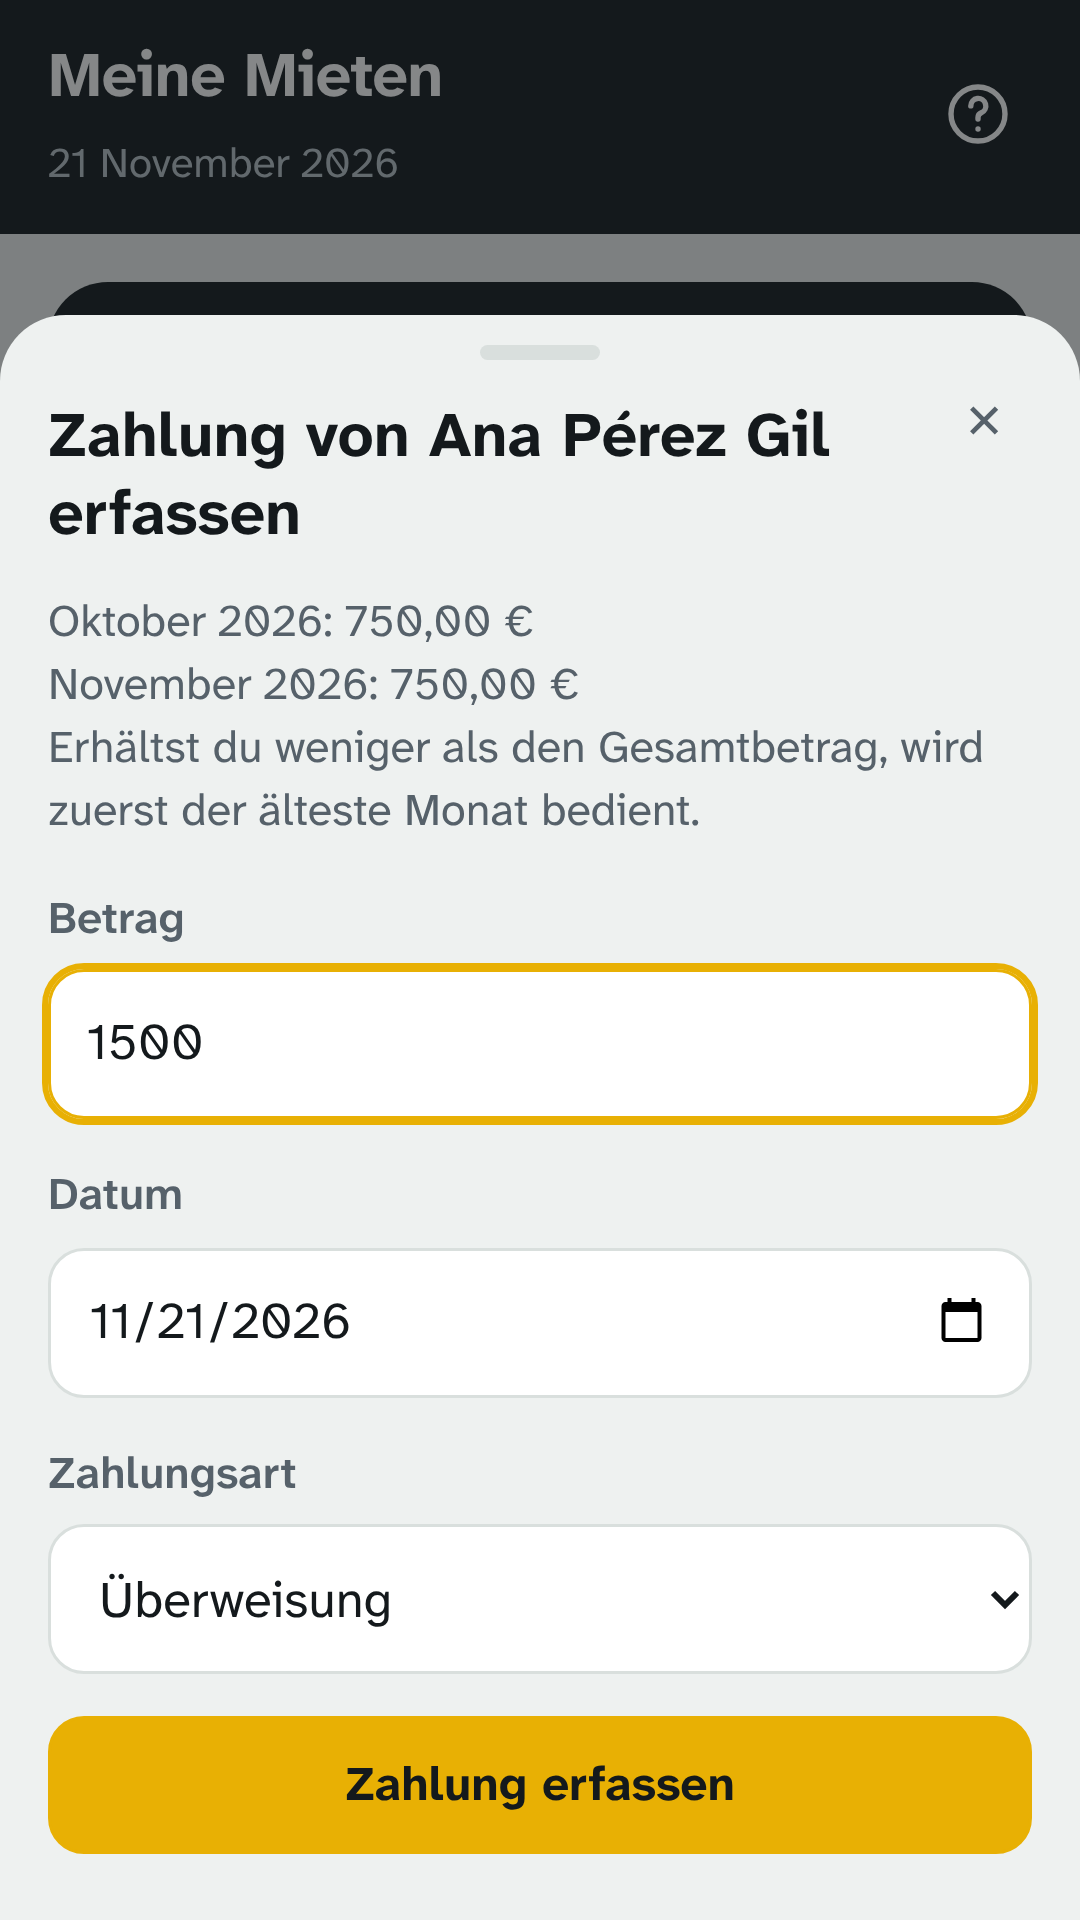 Meine Mieten
21 November 2026
Zahlung von Ana Pérez Gil
erfassen
Oktober 2026: 750,00 €
November 2026: 750,00 €
Erhältst du weniger als den Gesamtbetrag, wird
zuerst der älteste Monat bedient.
Betrag
1500
Datum
11/21/2026
Zahlungsart
Überweisung
Zahlung erfassen